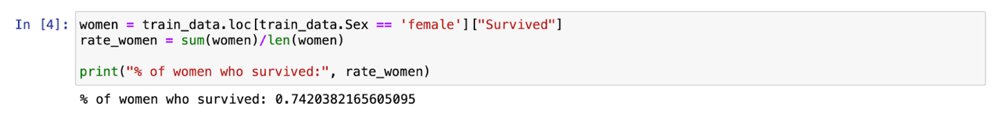 In [4]: women = train_data.loc[train_data.Sex == 'female']["Survived"]
rate_women = sum(women)/len(women)
print("% of women who survived:", rate_women)
% of women who survived: 0.7420382165605095